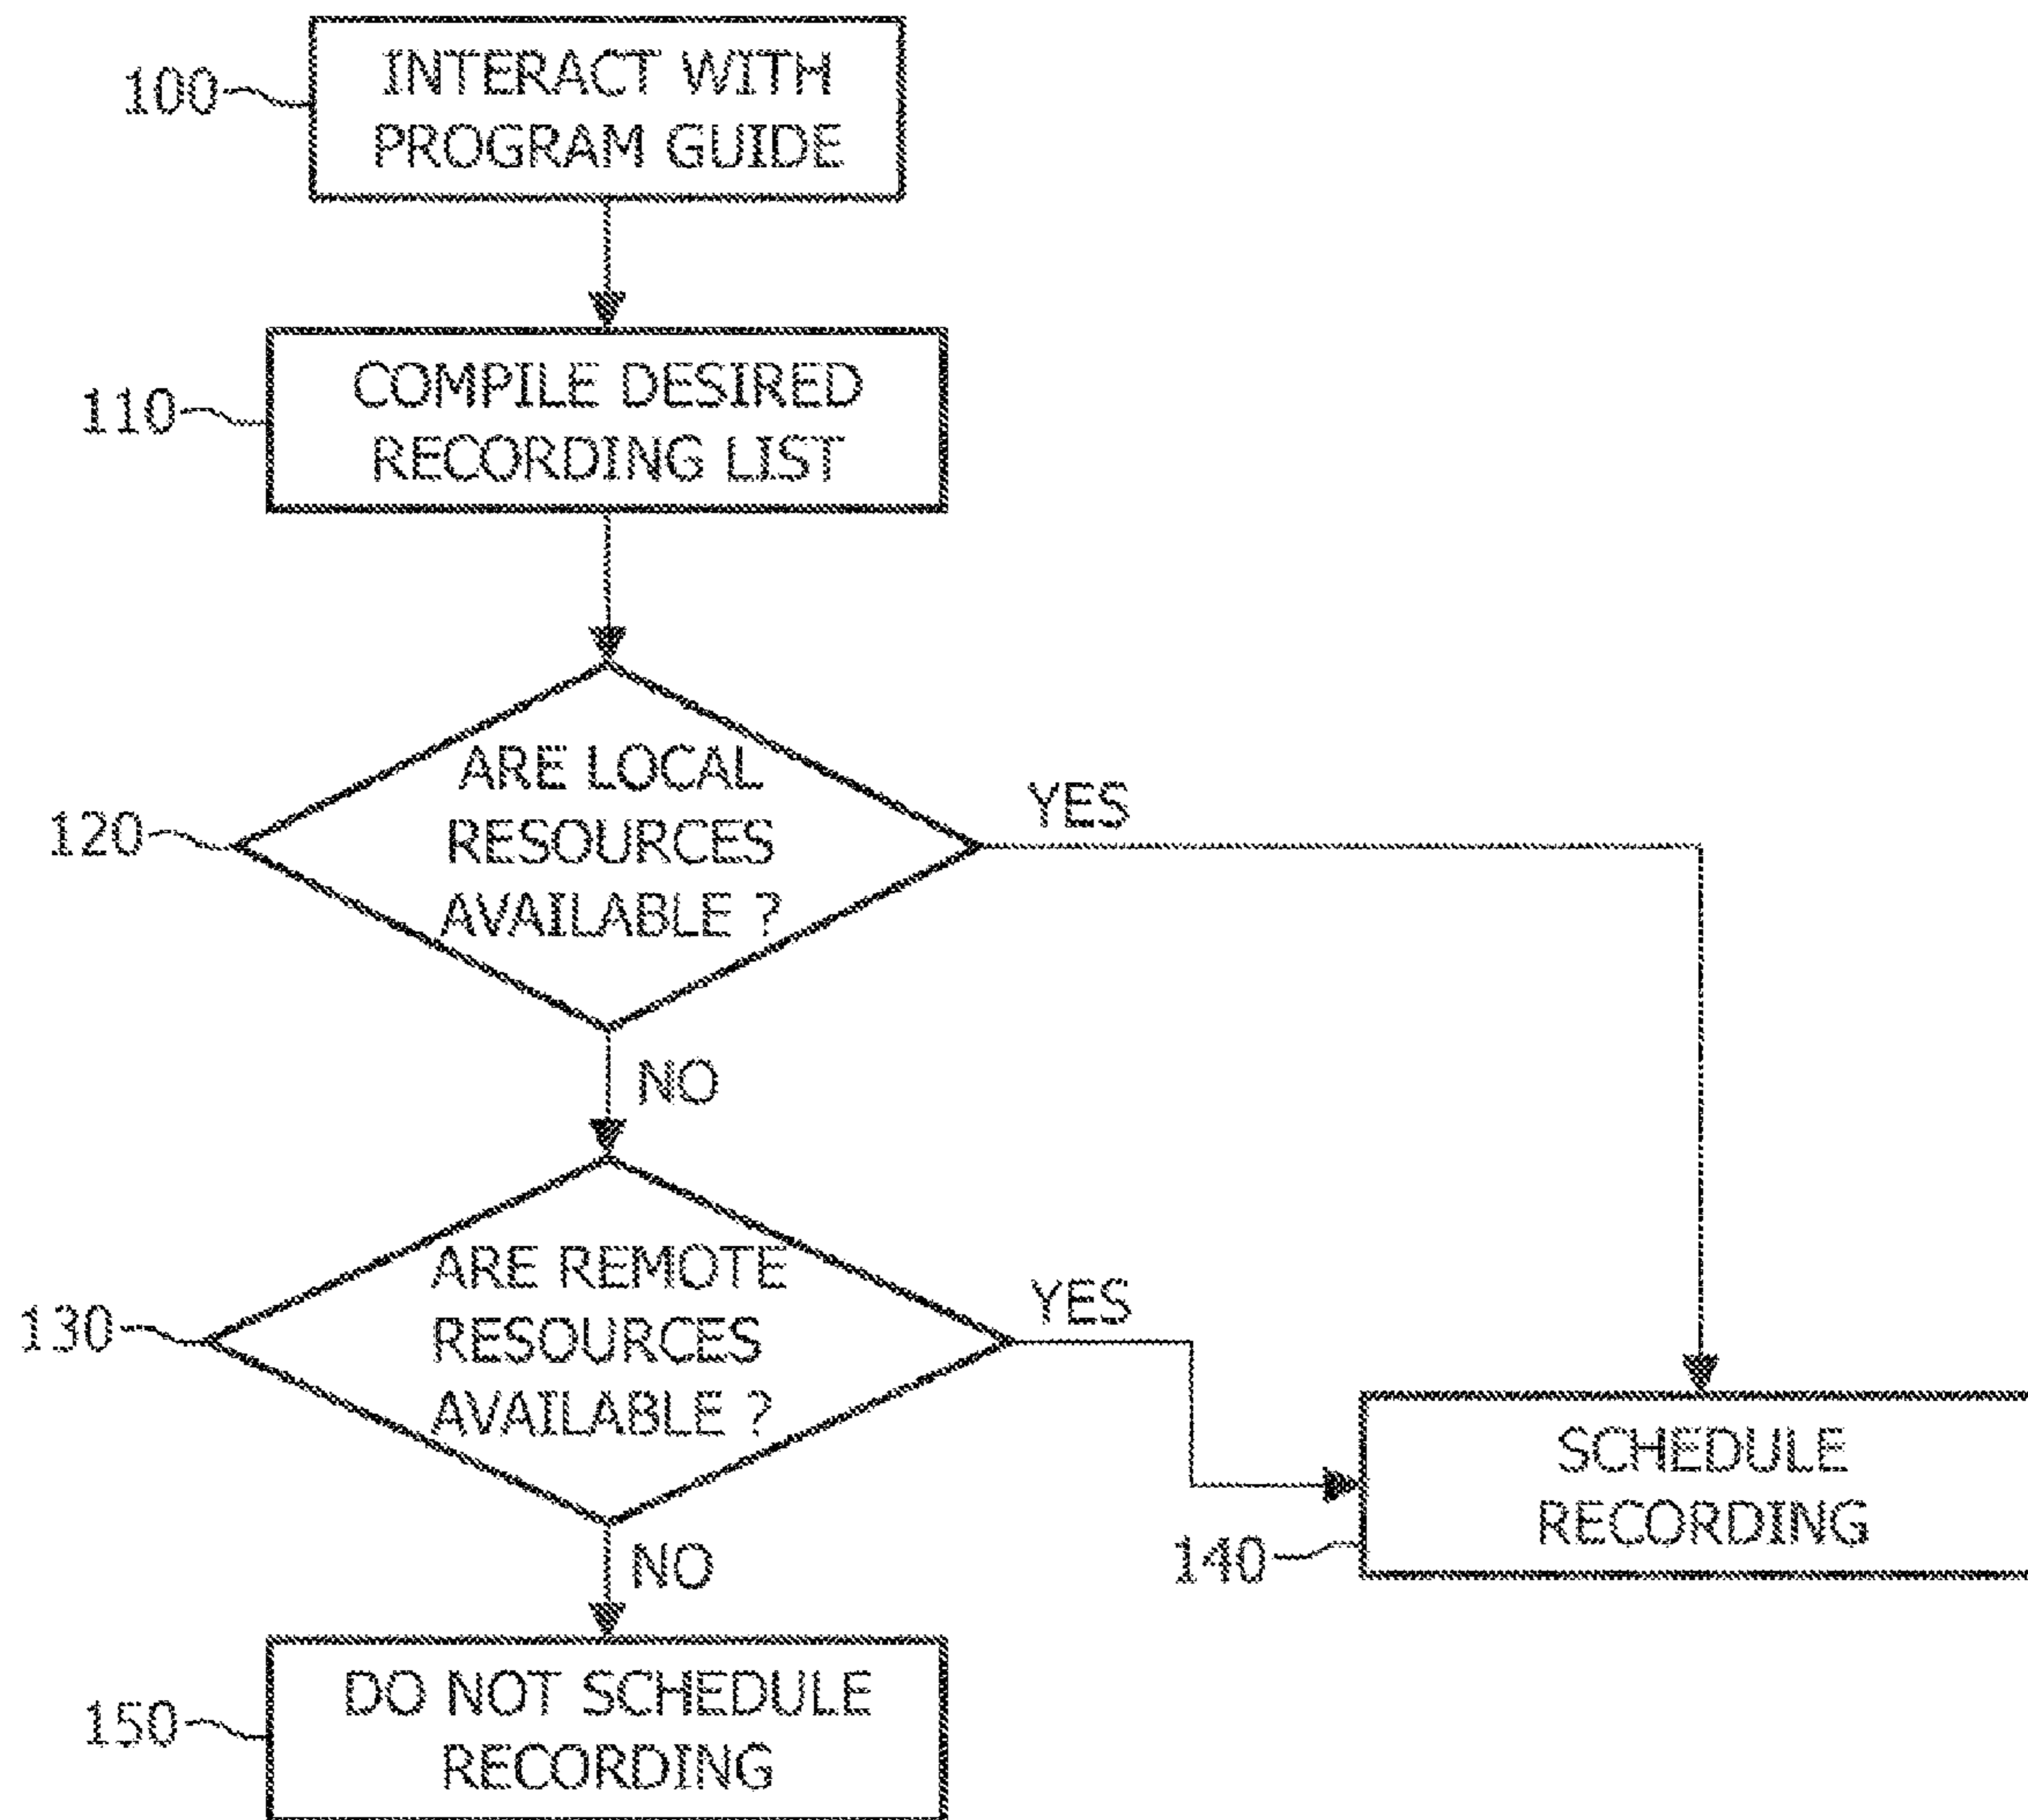 100
INTERACT WITH
PROGRAM GUIDE
110
COMPILE DESIRED
RECORDING LIST
120
ARE LOCAL
RESOURCES
AVAILABLE ?
YES
NO
130
ARE REMOTE
RESOURCES
AVAILABLE ?
YES
140
SCHEDULE
RECORDING
NO
150
DO NOT SCHEDULE
RECORDING